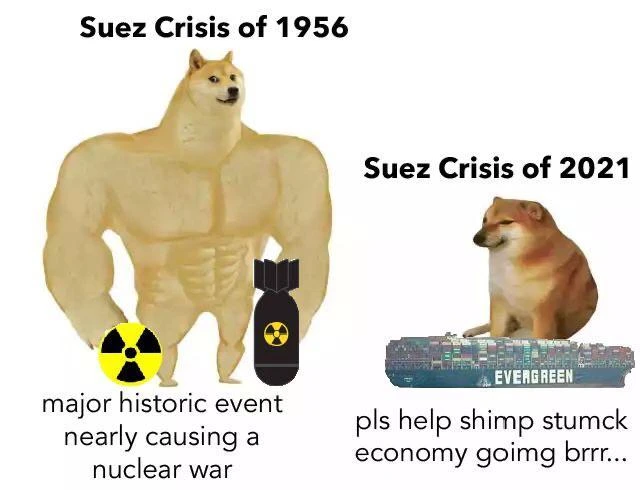 Suez Crisis of 1956
major historic event
nearly causing a
nuclear war
Suez Crisis of 2021
EVERGREEN
pls help shimp stumck
economy goimg brrr...